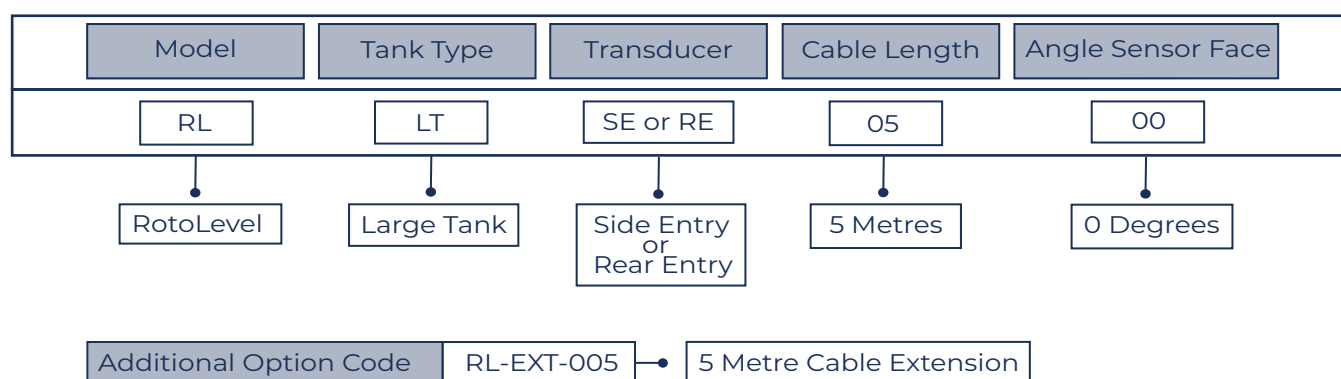 Model Tank Type Transducer Cable Length Angle Sensor Face
RL LT SE or RE 05 00
RotoLevel Large Tank Side Entry 5 Metres 0 Degrees
or
Rear Entry
Additional Option Code RL-EXT-005 5 Metre Cable Extension